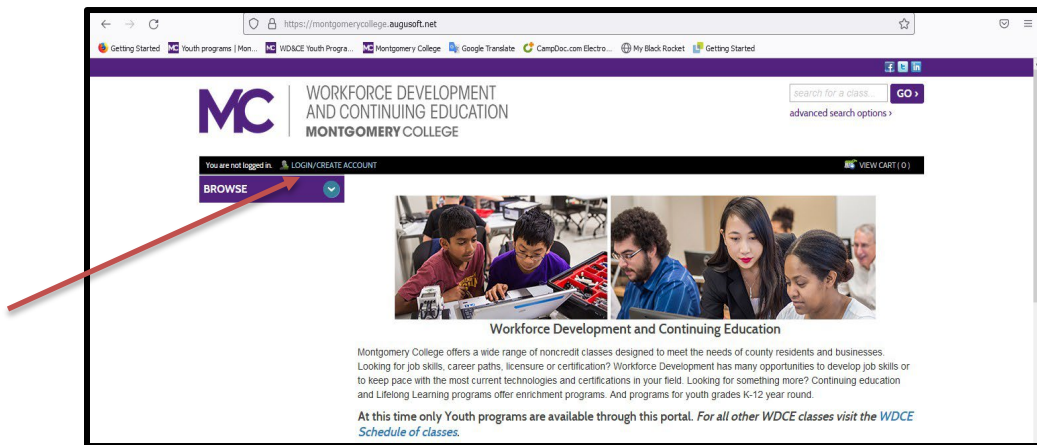 https://montgomerycollege.augusoft.net
Getting Started Youth programs | Mon... WD&CE Youth Progra... Montgomery College Google Translate CampDoc.com Electro... My Black Rocket Getting Started
MC
WORKFORCE DEVELOPMENT
AND CONTINUING EDUCATION
MONTGOMERY COLLEGE
search for a class... GO ›
advanced search options ›
You are not logged in. LOGIN/CREATE ACCOUNT VIEW CART ( 0 )
BROWSE
Workforce Development and Continuing Education
Montgomery College offers a wide range of noncredit classes designed to meet the needs of county residents and businesses.
Looking for job skills, career paths, licensure or certification? Workforce Development has many opportunities to develop job skills or
to keep pace with the most current technologies and certifications in your field. Looking for something more? Continuing education
and Lifelong Learning programs offer enrichment programs. And programs for youth grades K-12 year round.
At this time only Youth programs are available through this portal. For all other WDCE classes visit the WDCE
Schedule of classes.